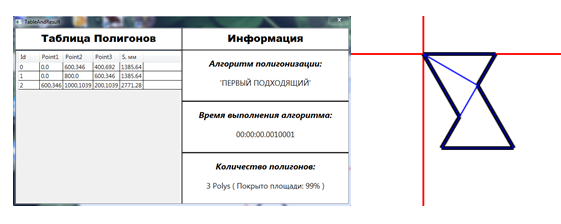 TableAndResult
x
Таблица Полигонов
Id Point1 Point2 Point3 S, мм
0 0.0 600,346 400,692 1385,64
1 0.0 800.0 600,346 1385,64
2 600,346 1000,1039 200,1039 2771,28
Информация
Алгоритм полигонизации:
'ПЕРВЫЙ ПОДХОДЯЩИЙ'
Время выполнения алгоритма:
00:00:00.0010001
Количество полигонов:
3 Polys ( Покрыто площади: 99% )